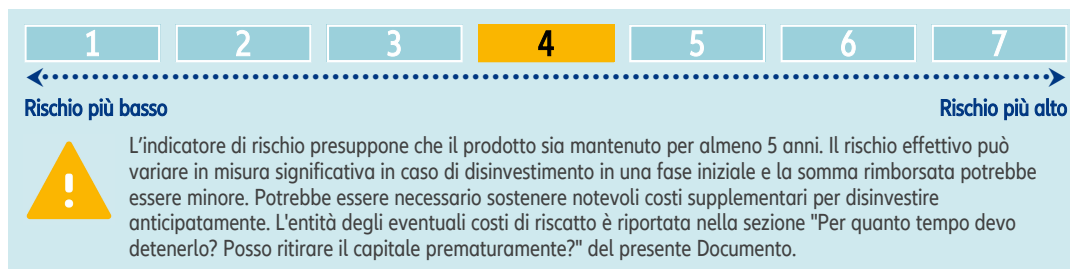 1 2 3 4 5 6 7
Rischio più basso Rischio più alto
L'indicatore di rischio presuppone che il prodotto sia mantenuto per almeno 5 anni. Il rischio effettivo può
variare in misura significativa in caso di disinvestimento in una fase iniziale e la somma rimborsata potrebbe
essere minore. Potrebbe essere necessario sostenere notevoli costi supplementari per disinvestire
anticipatamente. L'entità degli eventuali costi di riscatto è riportata nella sezione "Per quanto tempo devo
detenerlo? Posso ritirare il capitale prematuramente?" del presente Documento.